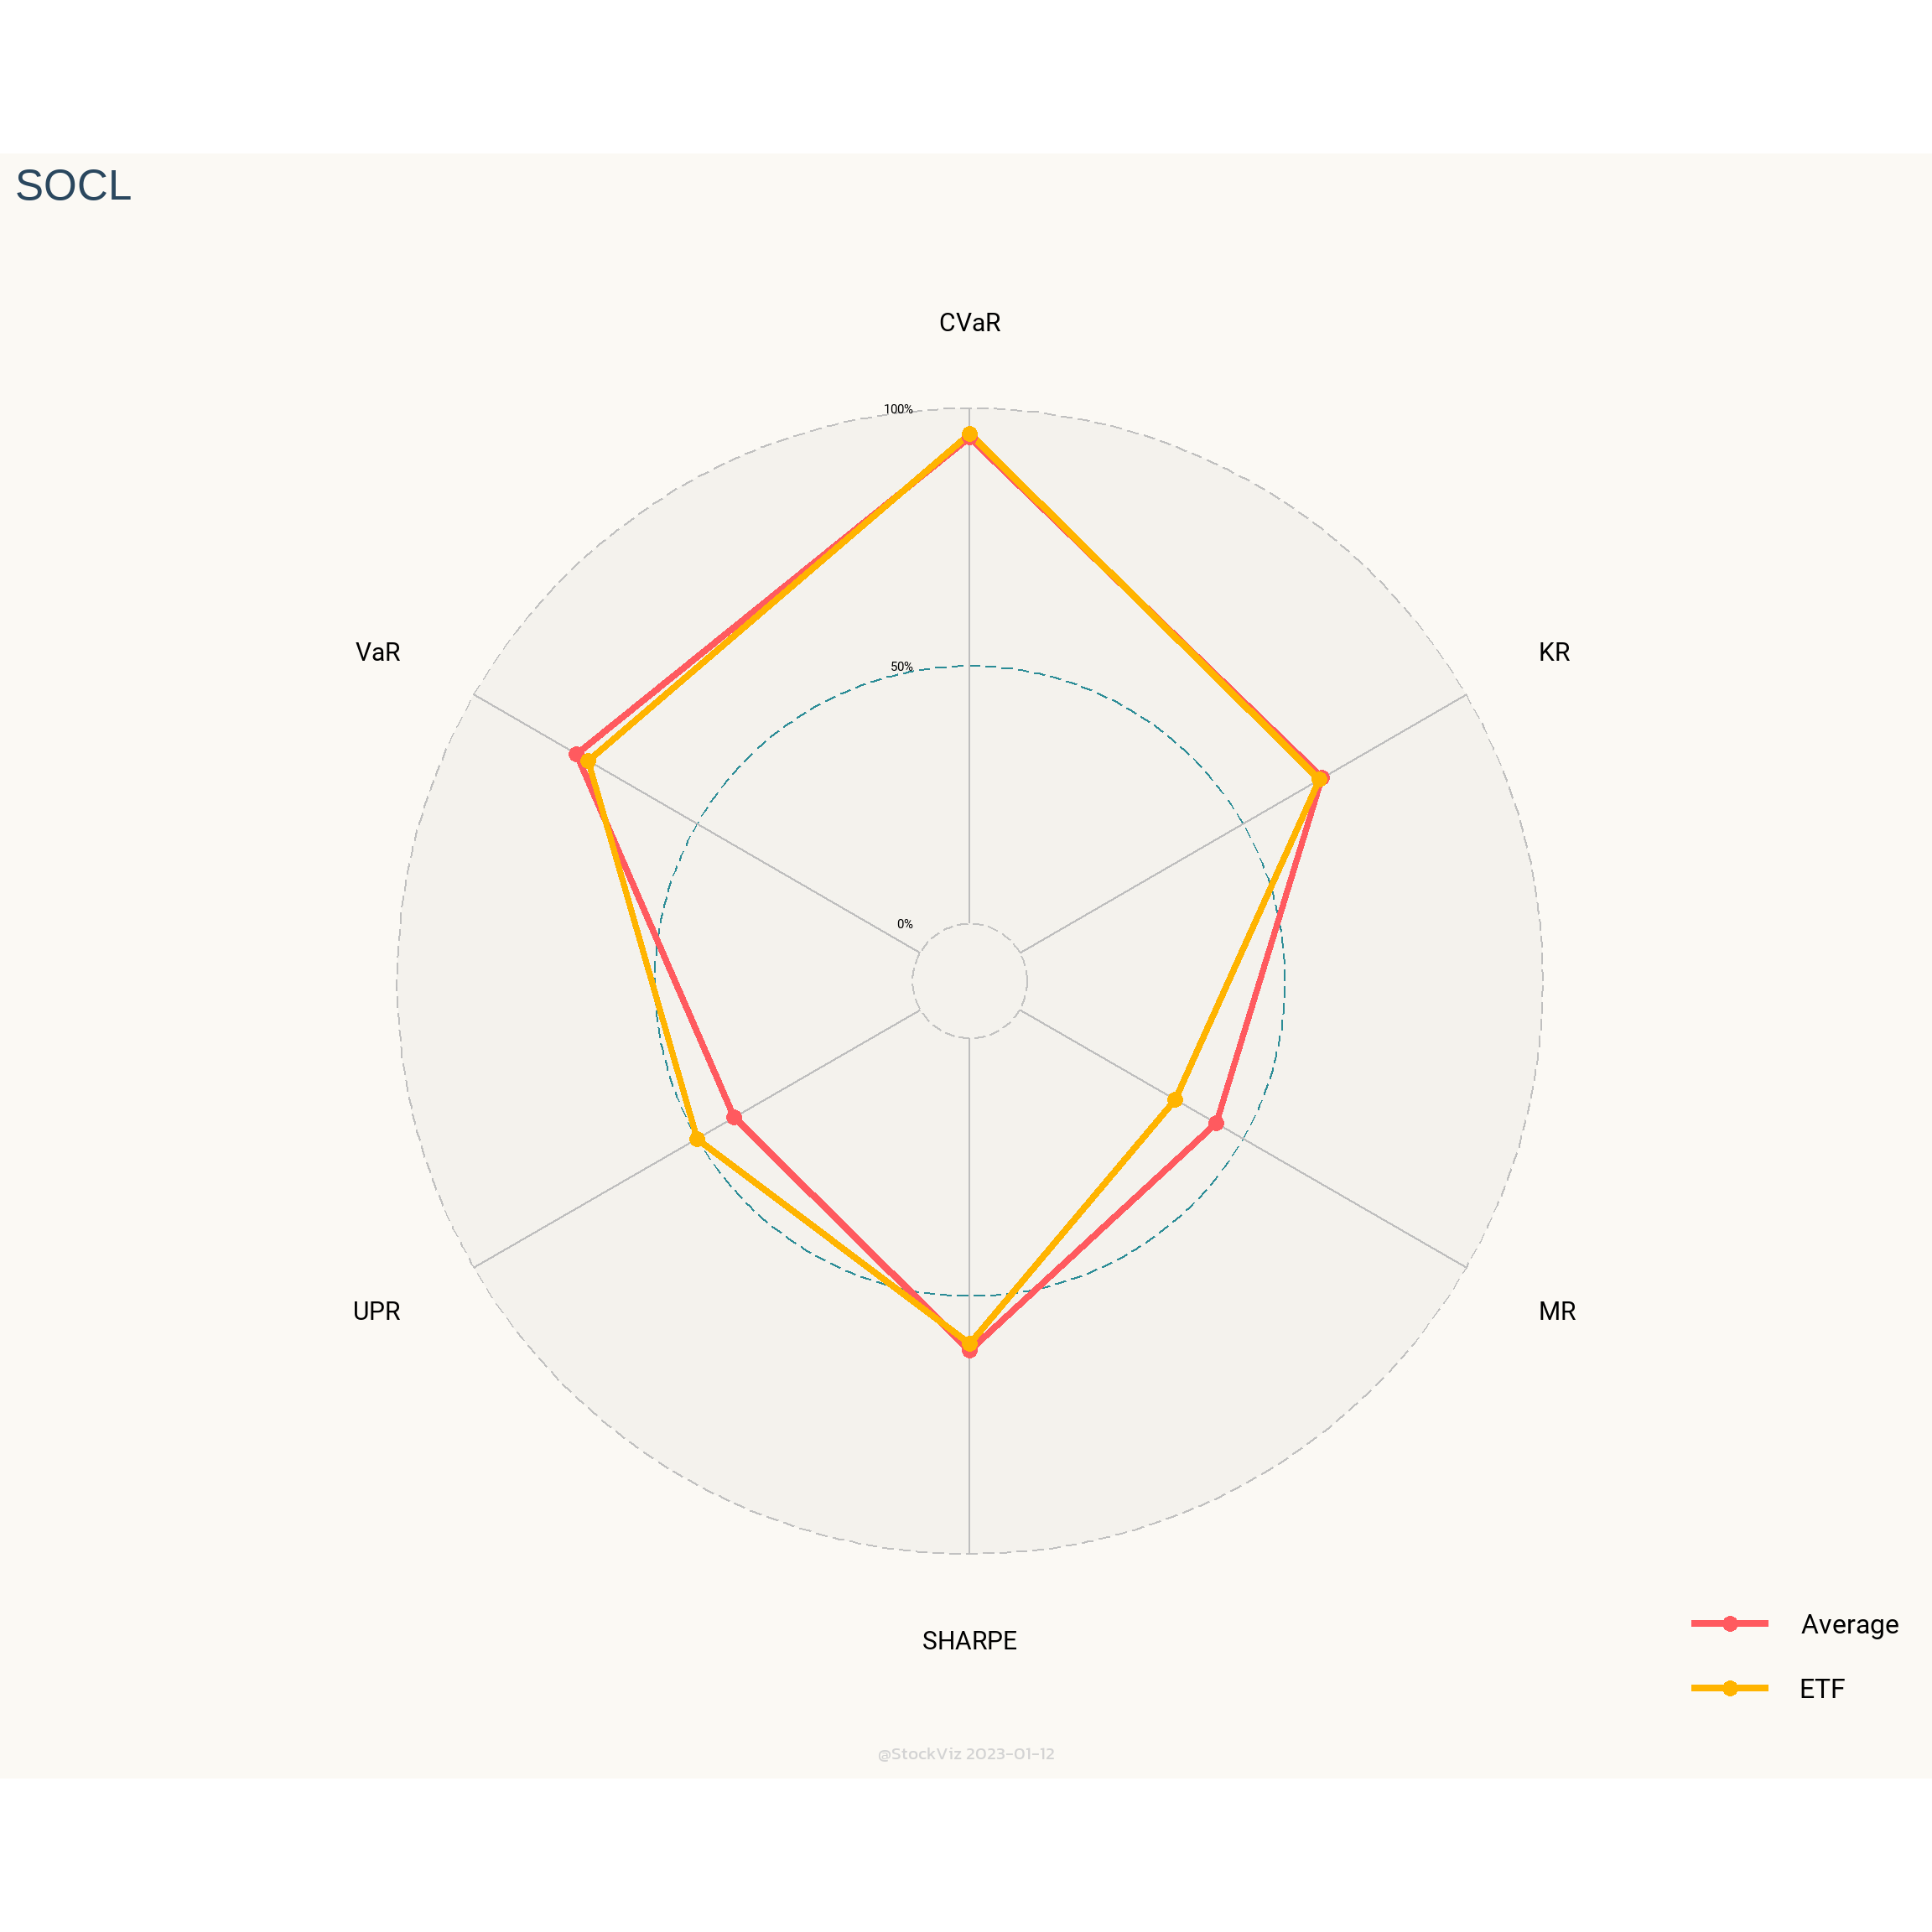 SOCL
CVaR
100%
KR
VaR
50%
0%
UPR
MR
SHARPE
Average
ETF
@StockViz 2023-01-12